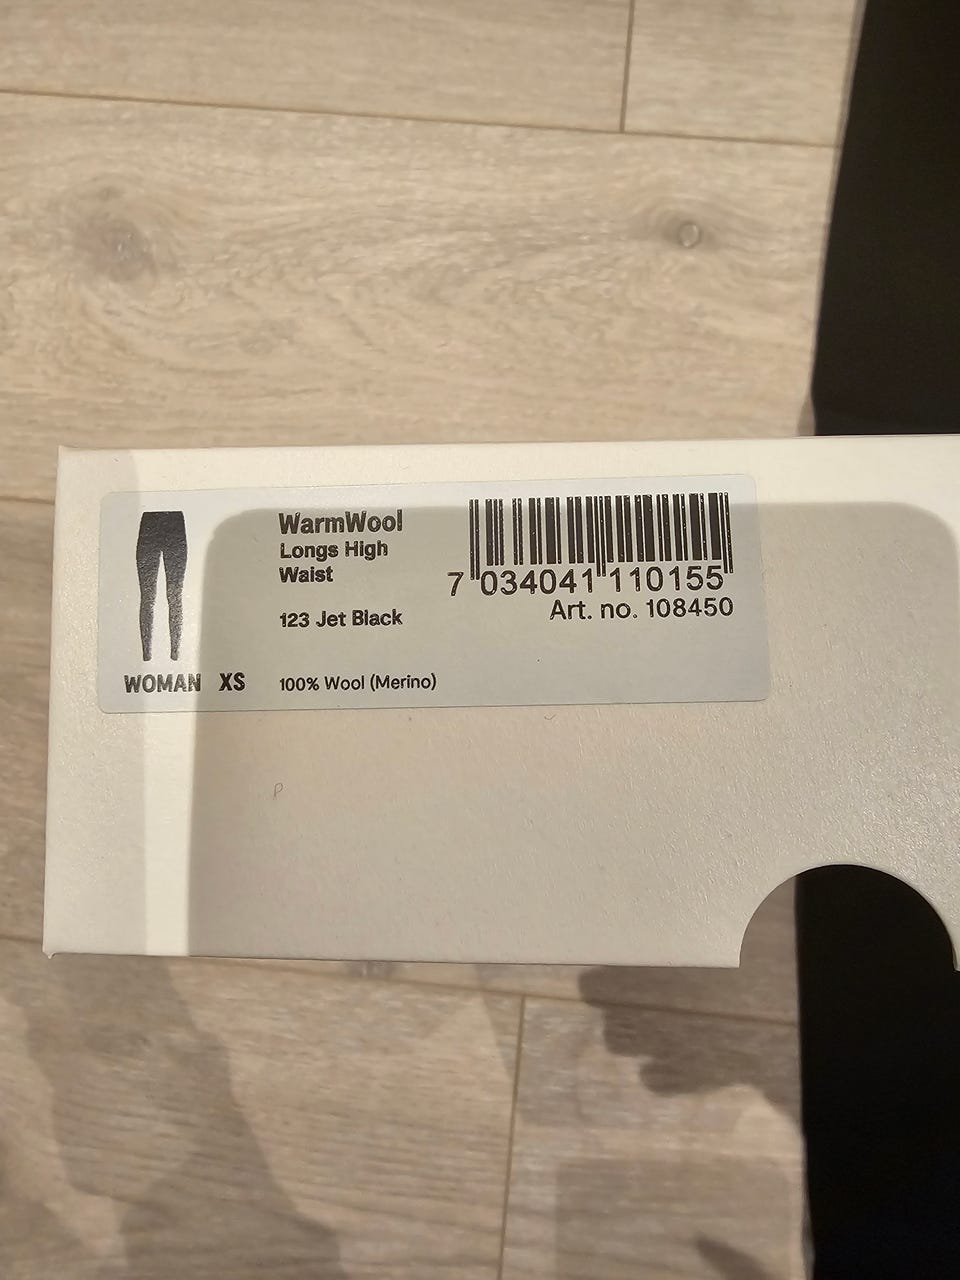 WarmWool
Longs High
Waist
123 Jet Black
7 034041 110155
Art. no. 108450
WOMAN XS
100% Wool (Merino)